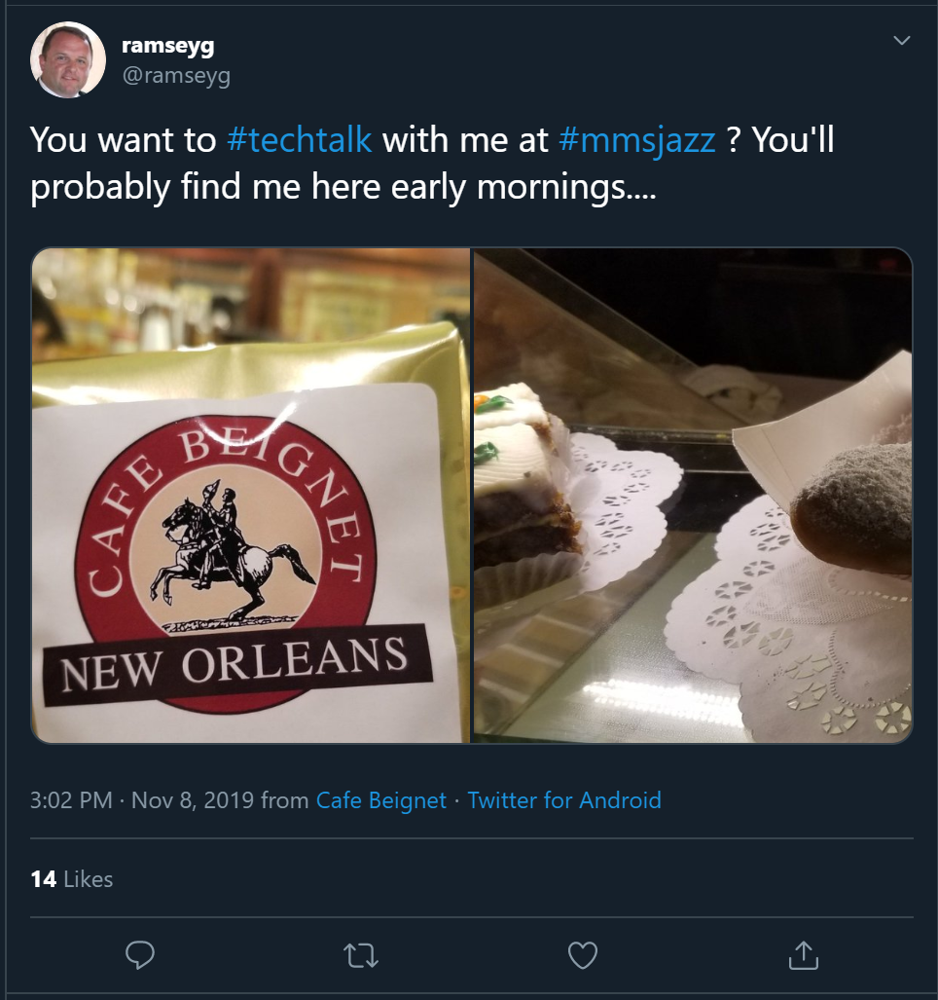 ramseyg
@ramseyg
You want to #techtalk with me at #mmsjazz ? You'll
probably find me here early mornings....
CAFE BEIGNET
NEW ORLEANS
3:02 PM · Nov 8, 2019 from Cafe Beignet · Twitter for Android
14 Likes